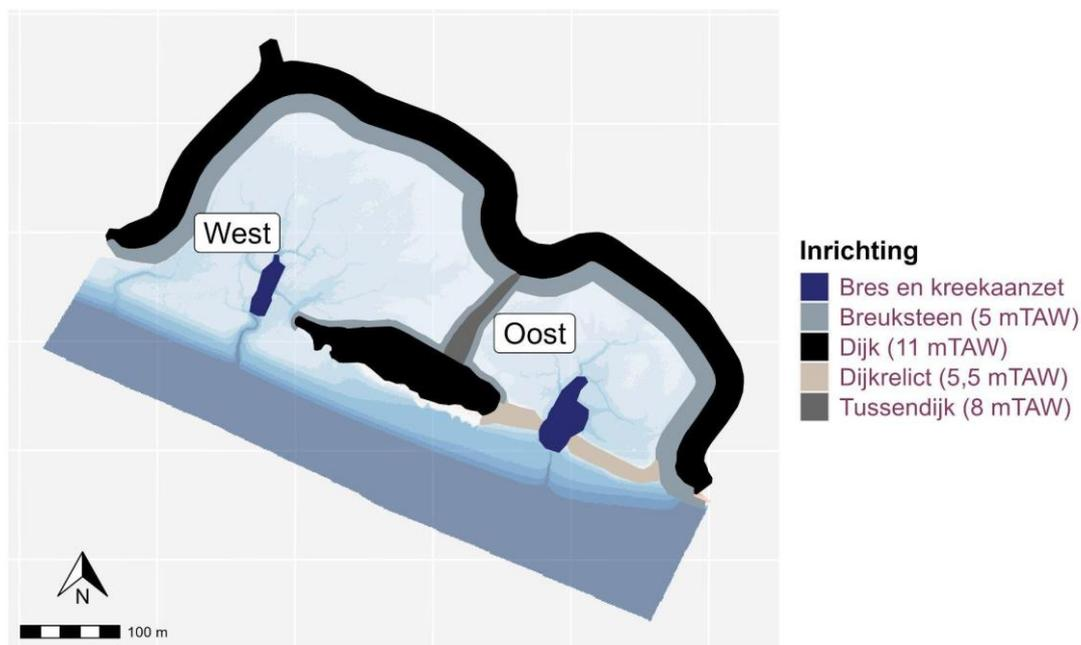 West
Oost
N
100 m
Inrichting
Bres en kreekaanzet
Breuksteen (5 mTAW)
Dijk (11 mTAW)
Dijkrelict (5,5 mTAW)
Tussendijk (8 mTAW)